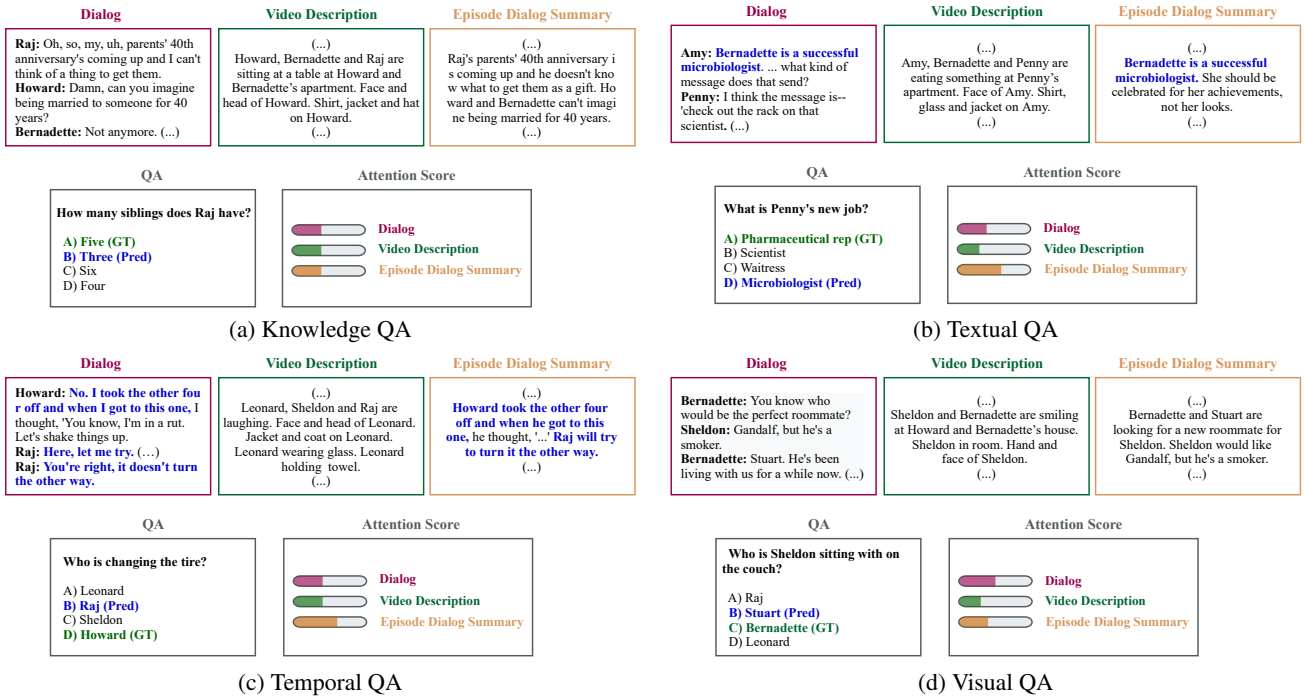 Dialog
Raj: Oh, so, my, uh, parents' 40th
anniversary's coming up and I can't
think of a thing to get them.
Howard: Damn, can you imagine
being married to someone for 40
years?
Bernadette: Not anymore. (...)
Video Description
(...)
Howard, Bernadette and Raj are
sitting at a table at Howard and
Bernadette's apartment. Face and
head of Howard. Shirt, jacket and hat
on Howard.
(...)
Episode Dialog Summary
(...)
Raj's parents' 40th anniversary i
s coming up and he doesn't kno
w what to get them as a gift. Ho
ward and Bernadette can't imagi
ne being married for 40 years.
(...)
QA
How many siblings does Raj have?
A) Five (GT)
B) Three (Pred)
C) Six
D) Four
Attention Score
Dialog
Video Description
Episode Dialog Summary
(a) Knowledge QA
Dialog
Amy: Bernadette is a successful
microbiologist. ... what kind of
message does that send?
Penny: I think the message is--
'check out the rack on that
scientist. (...)
Video Description
(...)
Amy, Bernadette and Penny are
eating something at Penny's
apartment. Face of Amy. Shirt,
glass and jacket on Amy.
(...)
Episode Dialog Summary
(...)
Bernadette is a successful
microbiologist. She should be
celebrated for her achievements,
not her looks.
(...)
QA
What is Penny's new job?
A) Pharmaceutical rep (GT)
B) Scientist
C) Waitress
D) Microbiologist (Pred)
Attention Score
Dialog
Video Description
Episode Dialog Summary
(b) Textual QA
Dialog
Howard: No. I took the other fou
r off and when I got to this one, I
thought, 'You know, I'm in a rut.
Let's shake things up.
Raj: Here, let me try. (…)
Raj: You're right, it doesn't turn
the other way.
Video Description
(...)
Leonard, Sheldon and Raj are
laughing. Face and head of Leonard.
Jacket and coat on Leonard.
Leonard wearing glass. Leonard
holding towel.
(...)
Episode Dialog Summary
(...)
Howard took the other four
off and when he got to this
one, he thought, '...' Raj will try
to turn it the other way.
(...)
QA
Who is changing the tire?
A) Leonard
B) Raj (Pred)
C) Sheldon
D) Howard (GT)
Attention Score
Dialog
Video Description
Episode Dialog Summary
(c) Temporal QA
Dialog
Bernadette: You know who
would be the perfect roommate?
Sheldon: Gandalf, but he's a
smoker.
Bernadette: Stuart. He's been
living with us for a while now. (...)
Video Description
(...)
Sheldon and Bernadette are smiling
at Howard and Bernadette's house.
Sheldon in room. Hand and
face of Sheldon.
(...)
Episode Dialog Summary
(...)
Bernadette and Stuart are
looking for a new roommate for
Sheldon. Sheldon would like
Gandalf, but he's a smoker.
(...)
QA
Who is Sheldon sitting with on
the couch?
A) Raj
B) Stuart (Pred)
C) Bernadette (GT)
D) Leonard
Attention Score
Dialog
Video Description
Episode Dialog Summary
(d) Visual QA